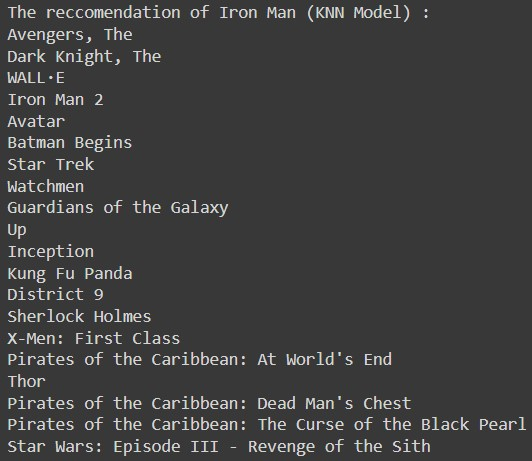 The reccomendation of Iron Man (KNN Model) :
Avengers, The
Dark Knight, The
WALL·E
Iron Man 2
Avatar
Batman Begins
Star Trek
Watchmen
Guardians of the Galaxy
Up
Inception
Kung Fu Panda
District 9
Sherlock Holmes
X-Men: First Class
Pirates of the Caribbean: At World's End
Thor
Pirates of the Caribbean: Dead Man's Chest
Pirates of the Caribbean: The Curse of the Black Pearl
Star Wars: Episode III - Revenge of the Sith